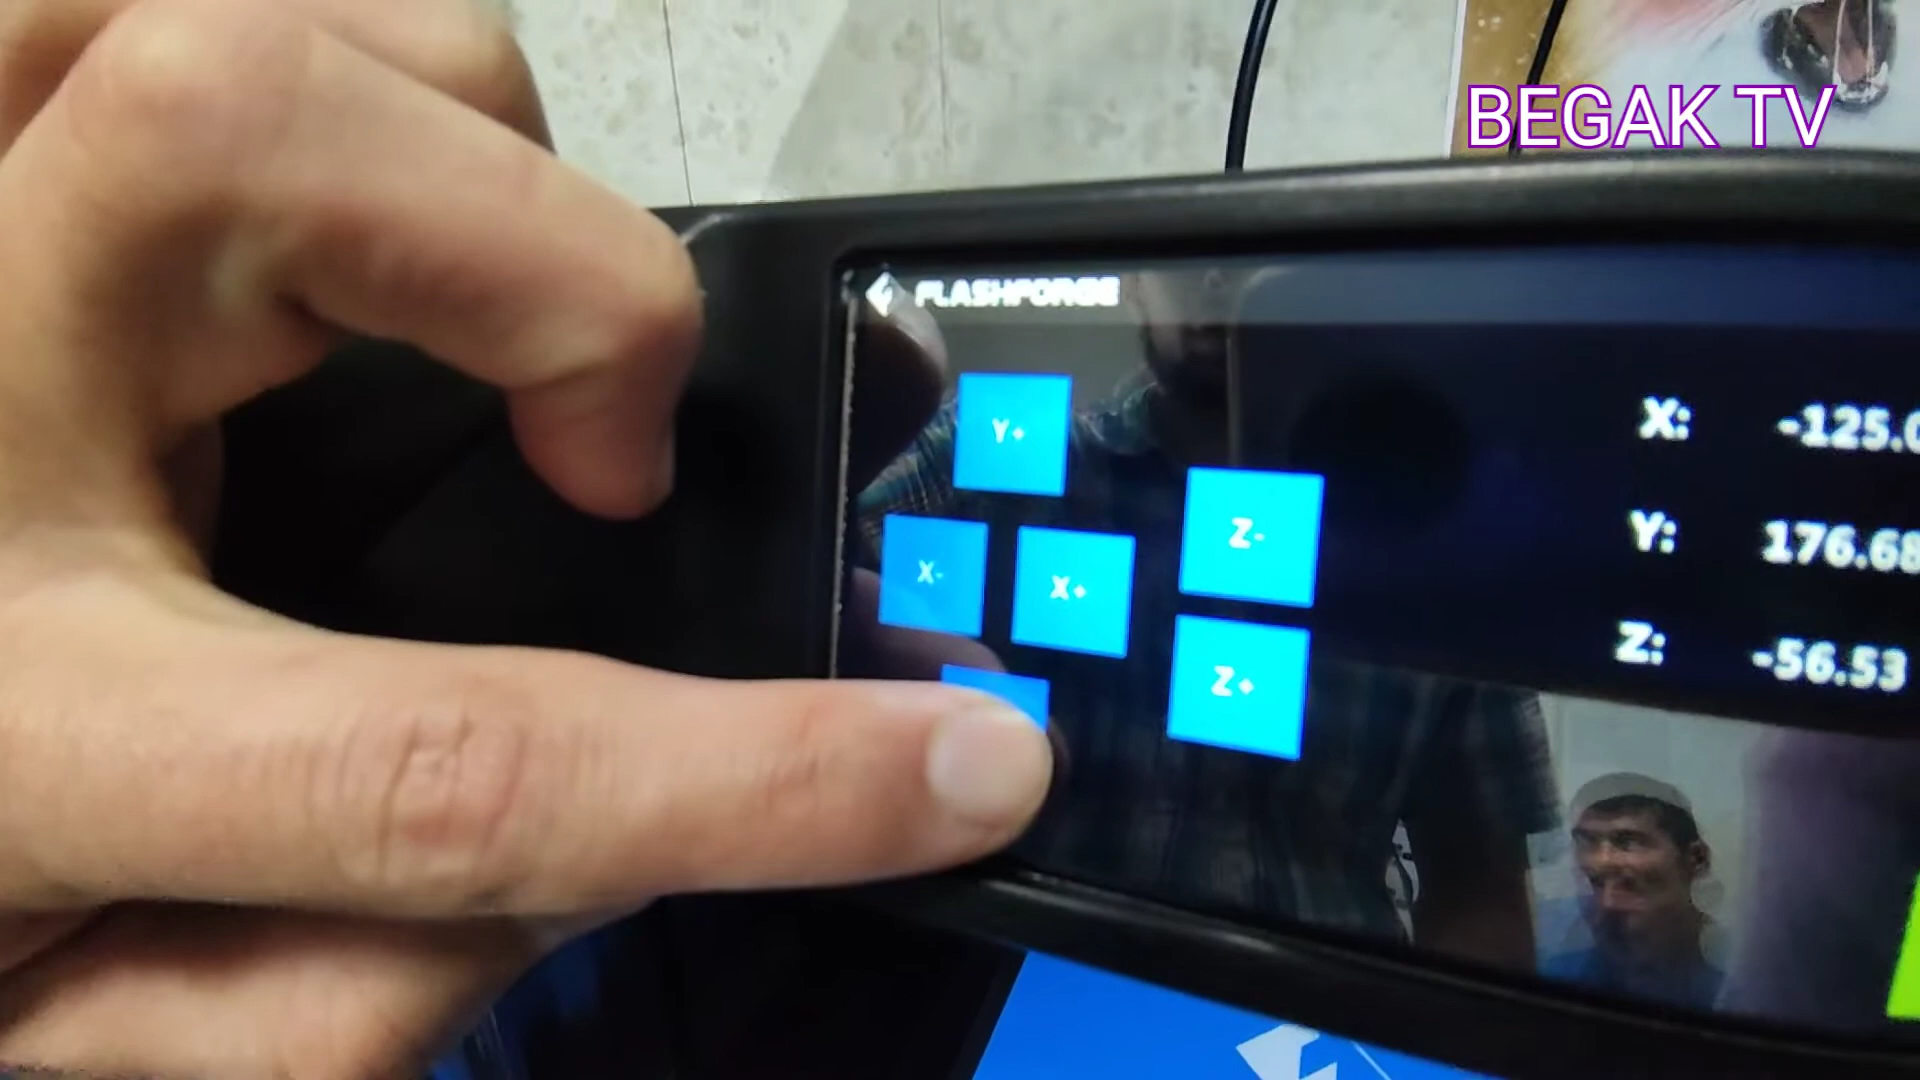 BEGAK TV
FLASHFORGE
Y+
X-
X+
Z-
Z+
X: -125.0
Y: 176.68
Z: -56.53